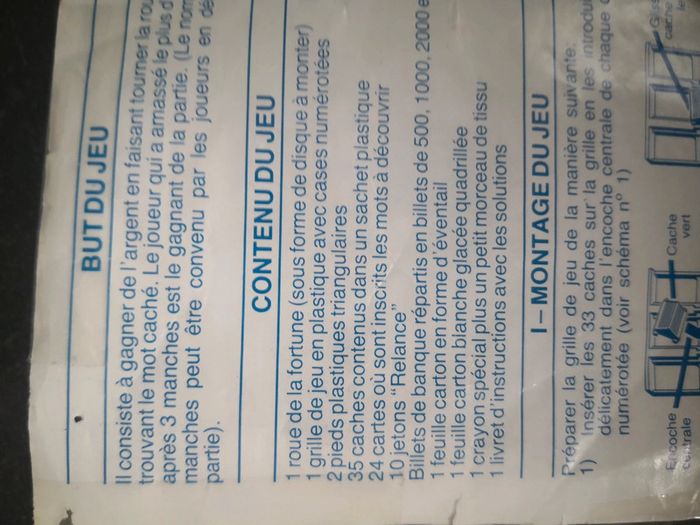 BUT DU JEU
Il consiste à gagner de l'argent en faisant tourner la
trouvant le mot caché. Le joueur qui a amassé le plus
après 3 manches est le gagnant de la partie. (Le
manches peut être convenu par les joueurs en
partie).
CONTENU DU JEU
1 roue de la fortune (sous forme de disque à monter)
1 grille de jeu en plastique avec cases numérotées
2 pieds plastiques triangulaires
35 caches contenus dans un sachet plastique
24 cartes où sont inscrits les mots à découvrir
10 jetons "Relance"
Billets de banque répartis en billets de 500, 1000, 2000 e
1 feuille carton en forme d'éventail
1 feuille carton blanche glacée quadrillée
1 crayon spécial plus un petit morceau de tissu
1 livret d'instructions avec les solutions
I – MONTAGE DU JEU
Préparer la grille de jeu de la manière suivante:
1) Insérer les 33 caches sur la grille en les
délicatement dans l'encoche centrale de chaque
numérotée (voir schéma nº 1)
Encoche
centrale
Cache
vert
cache